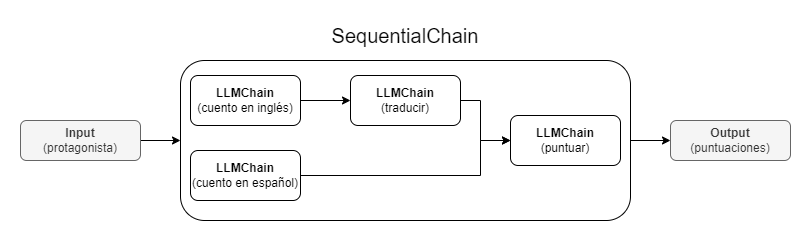 SequentialChain
LLMChain
(cuento en inglés)
LLMChain
(traducir)
Input
(protagonista)
LLMChain
(puntuar)
Output
(puntuaciones)
LLMChain
(cuento en español)